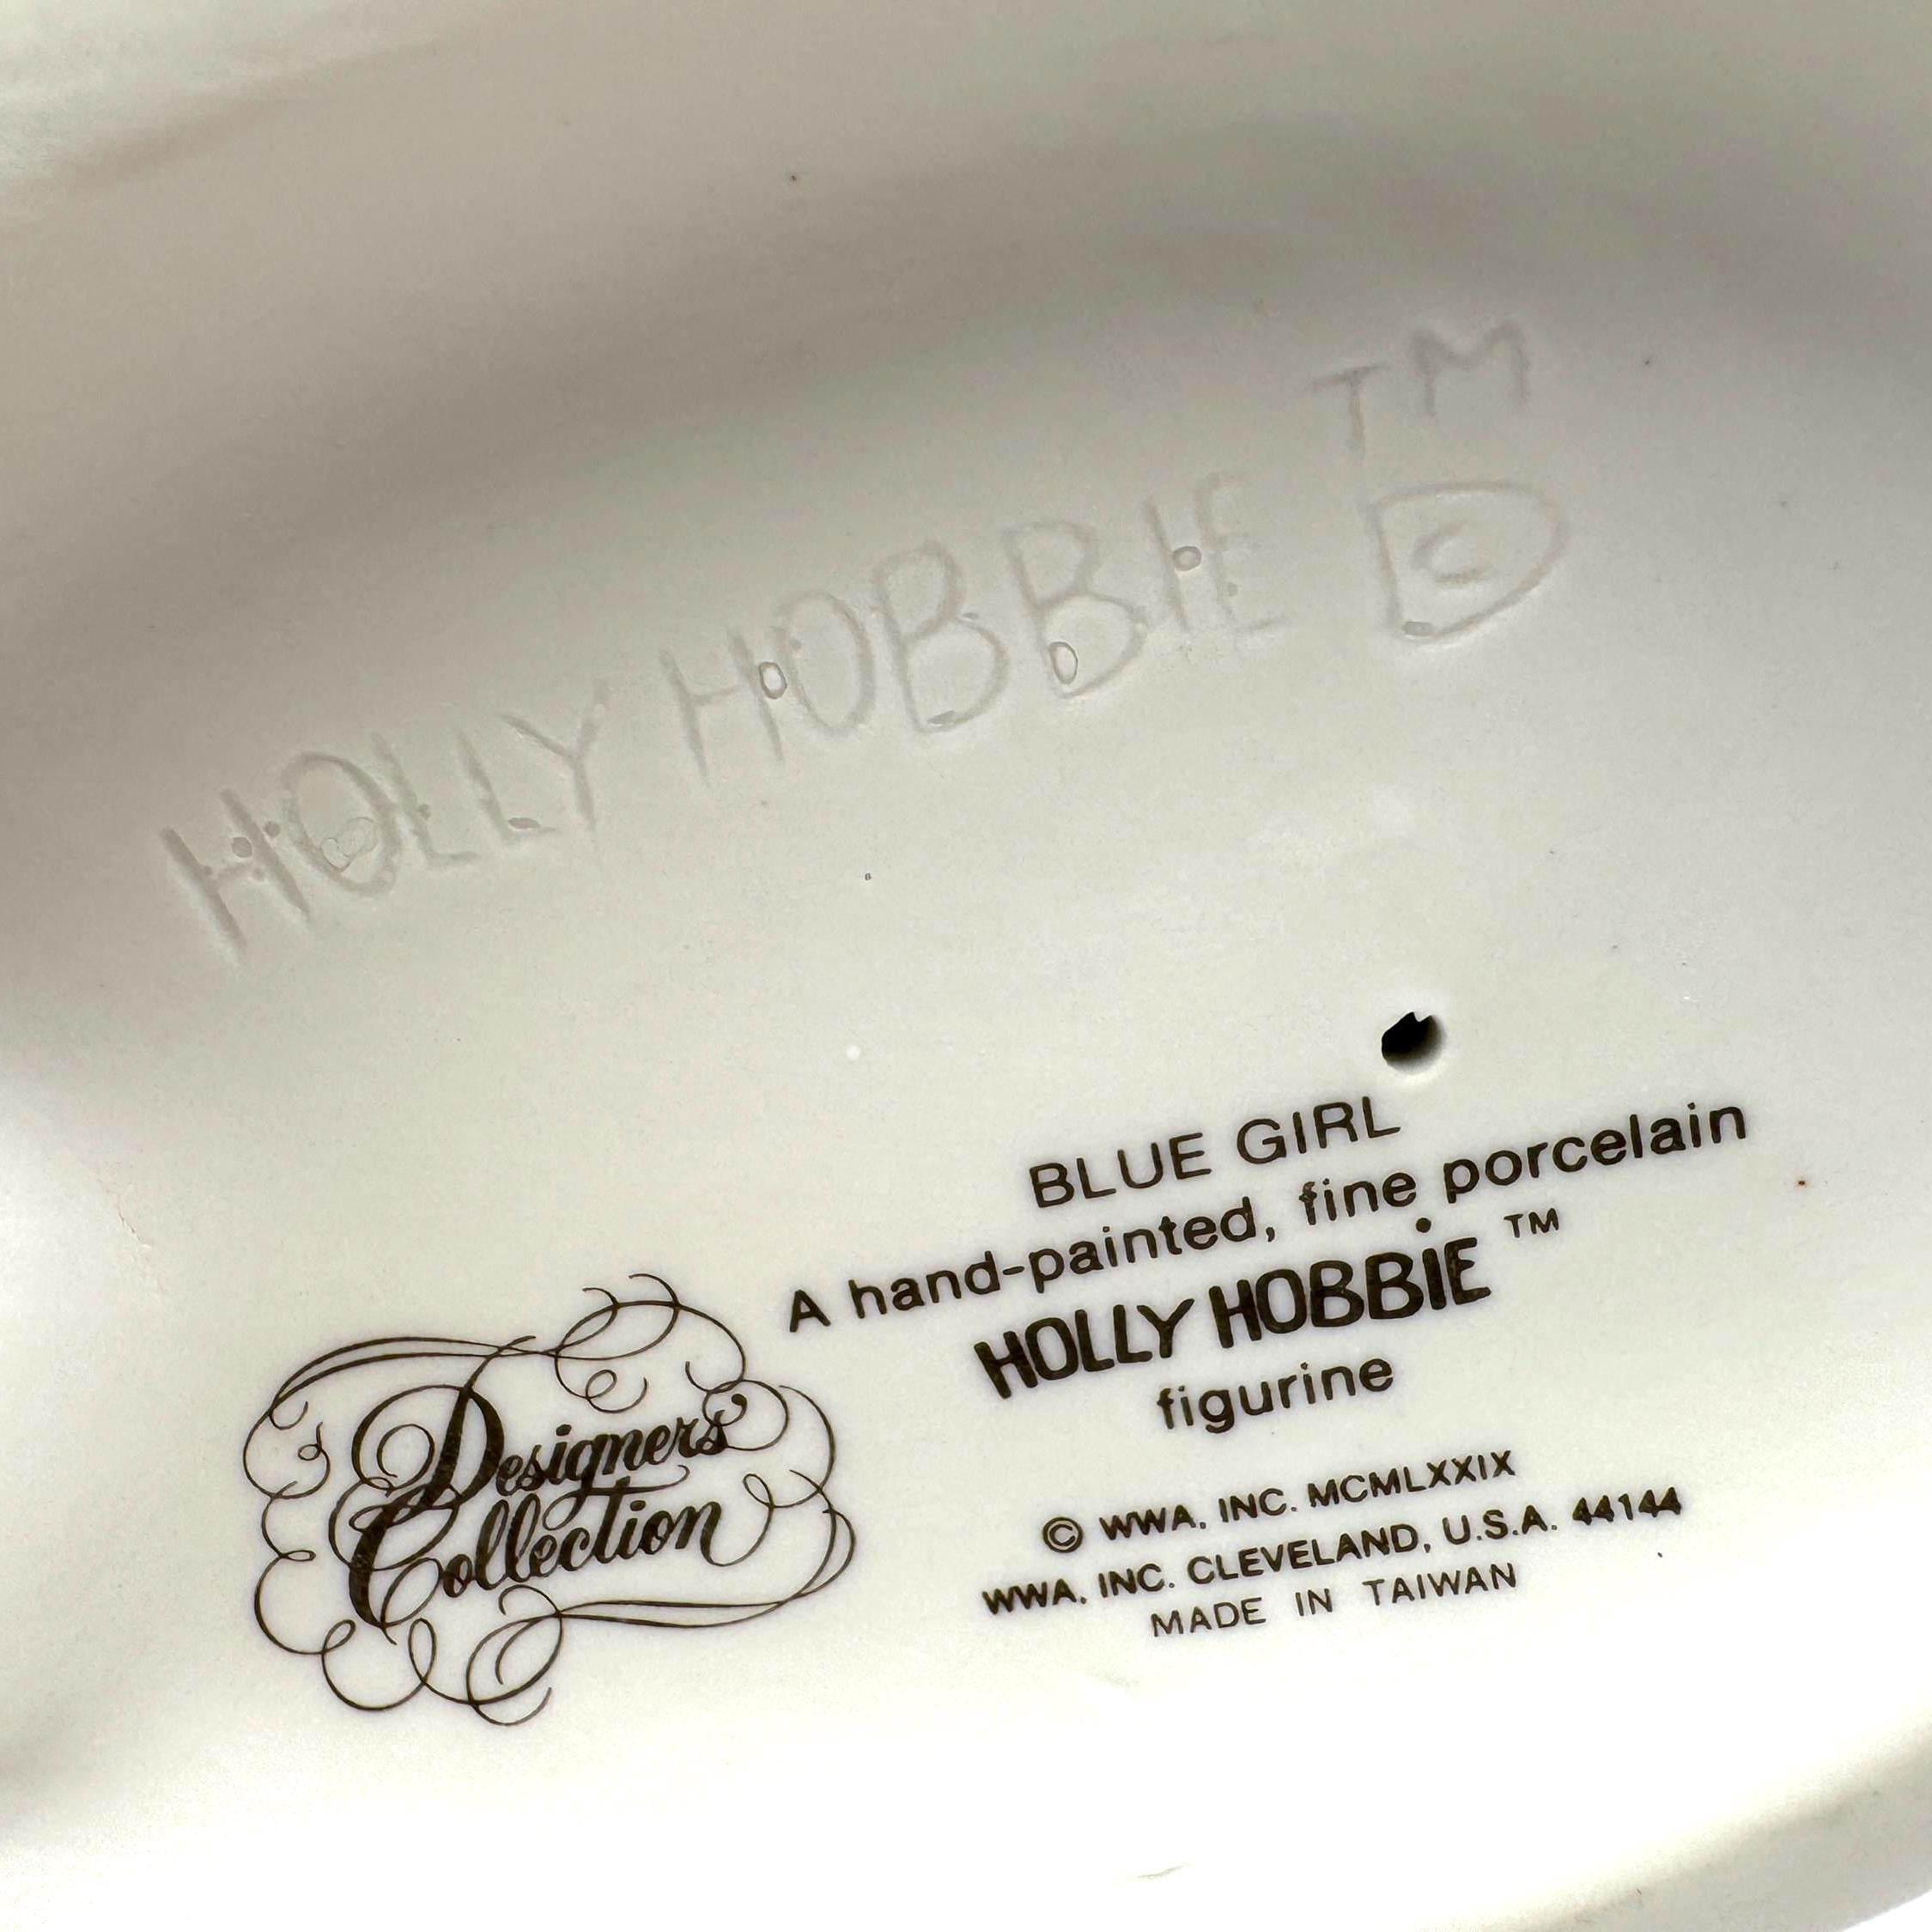 HOLLY HOBBIE TM ©
BLUE GIRL
A hand-painted, fine porcelain
HOLLY HOBBIE TM
figurine
Designers'
Collection
© WWA, INC. MCMLXXIX
WWA, INC. CLEVELAND, U.S.A. 44144
MADE IN TAIWAN